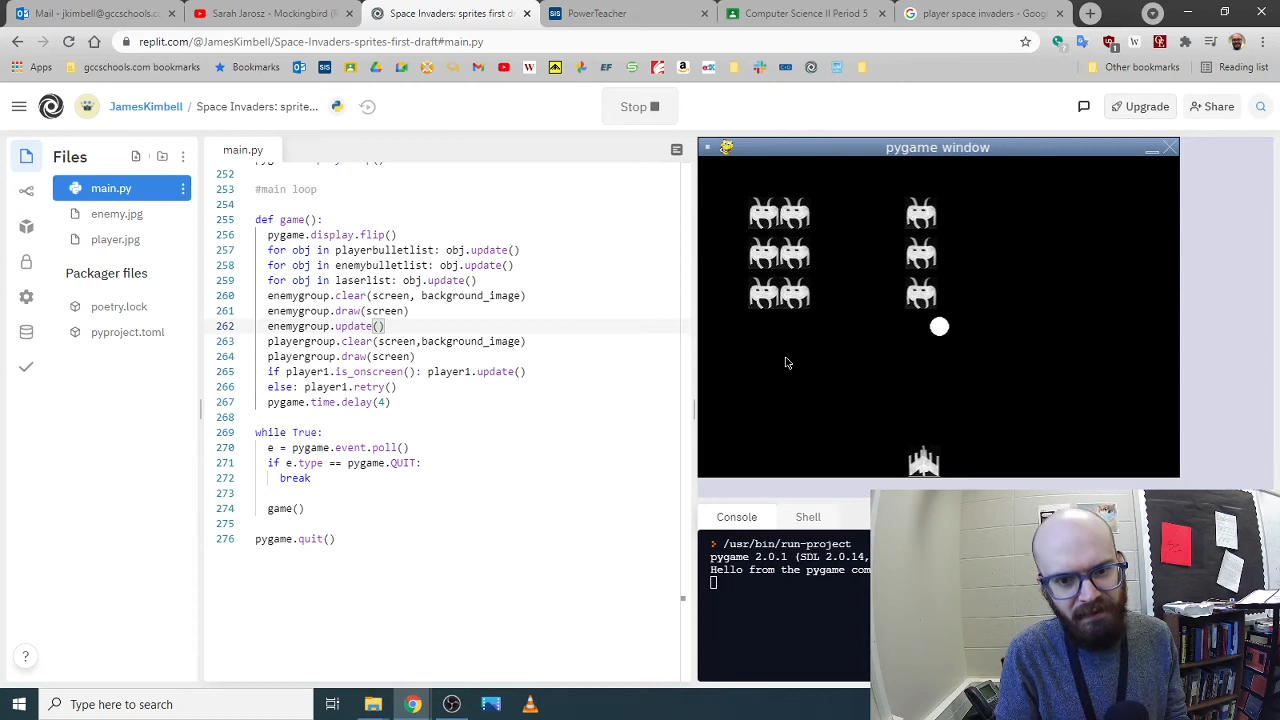 Mail - jkimbell@gccschools.com
Sarah Jarosz - Mockingbird (
Space Invaders: sprites first dr
PowerTeacher
Computer Science II Period 5
player space invaders - Goog
replit.com/@JamesKimbell/Space-Invaders-sprites-first-draft#main.py
Apps
gccschools.com
Bookmarks
Other bookmarks
Reading list
JamesKimbell / Space Invaders: sprite...
Stop
Upgrade
Share
Files
main.py
enemy.jpg
player.jpg
Packager files
poetry.lock
pyproject.toml
main.py
252
253 #main loop
254
255 def game():
256 pygame.display.flip()
257 for obj in playerbulletlist: obj.update()
258 for obj in enemybulletlist: obj.update()
259 for obj in laserlist: obj.update()
260 enemygroup.clear(screen, background_image)
261 enemygroup.draw(screen)
262 enemygroup.update()
263 playergroup.clear(screen,background_image)
264 playergroup.draw(screen)
265 if player1.is_onscreen(): player1.update()
266 else: player1.retry()
267 pygame.time.delay(4)
268
269 while True:
270 e = pygame.event.poll()
271 if e.type == pygame.QUIT:
272 break
273
274 game()
275
276 pygame.quit()
pygame window
Console
Shell
/usr/bin/run-project
pygame 2.0.1 (SDL 2.0.14,
Hello from the pygame com
?
Type here to search